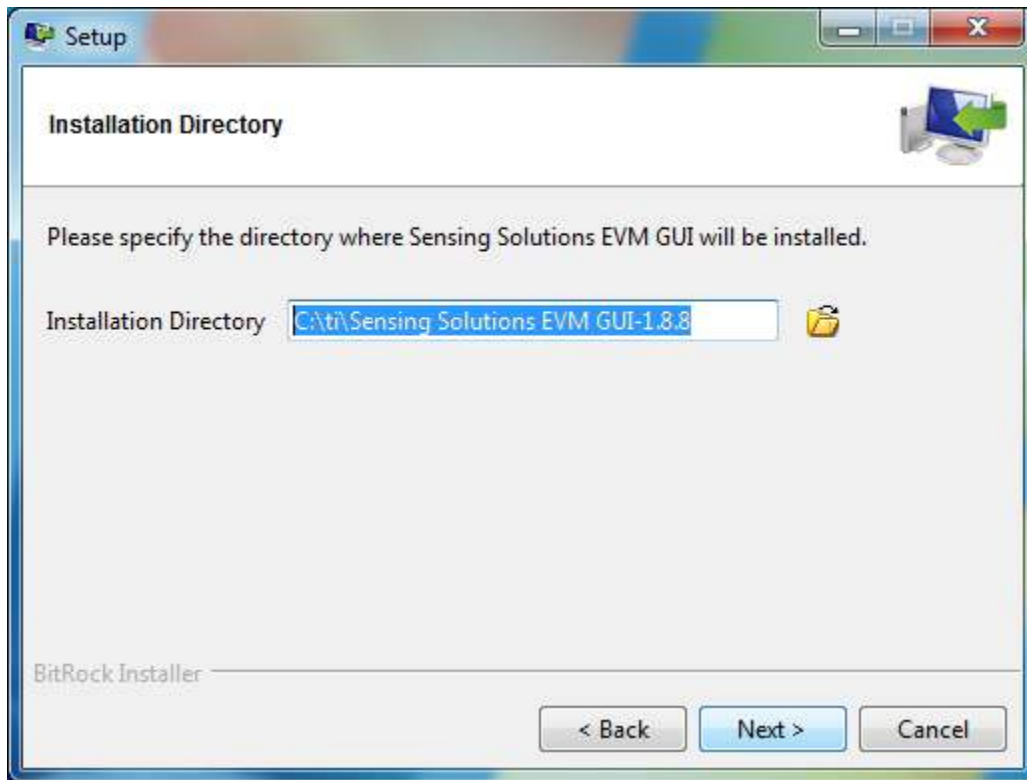 Setup
Installation Directory
Please specify the directory where Sensing Solutions EVM GUI will be installed.
Installation Directory C:\ti\Sensing Solutions EVM GUI-1.8.8
BitRock Installer
< Back Next > Cancel